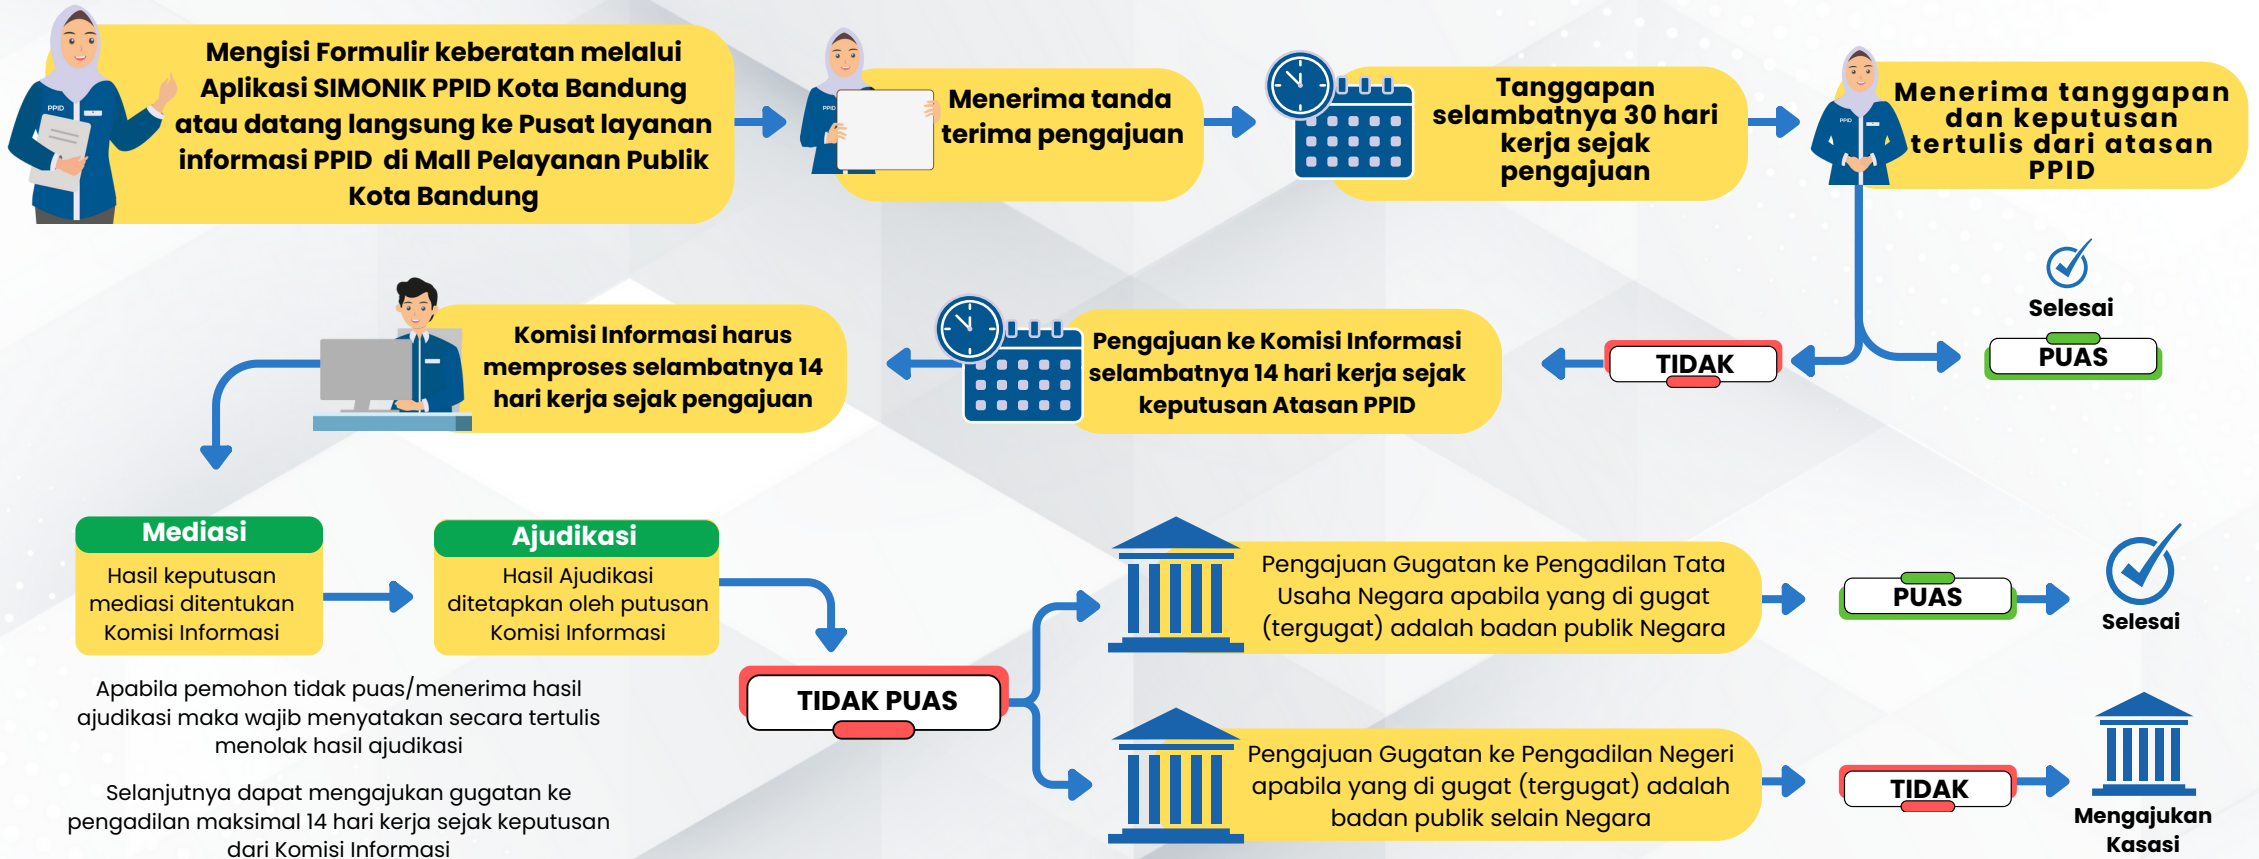 Mengisi Formulir keberatan melalui
Aplikasi SIMONIK PPID Kota Bandung
atau datang langsung ke Pusat layanan
informasi PPID di Mall Pelayanan Publik
Kota Bandung
PPID
Menerima tanda
terima pengajuan
PPID
Tanggapan
selambatnya 30 hari
kerja sejak
pengajuan
Menerima tanggapan
dan keputusan
tertulis dari atasan
PPID
PPID
Selesai
PUAS
TIDAK
Pengajuan ke Komisi Informasi
selambatnya 14 hari kerja sejak
keputusan Atasan PPID
Komisi Informasi harus
memproses selambatnya 14
hari kerja sejak pengajuan
Mediasi
Hasil keputusan
mediasi ditentukan
Komisi Informasi
Ajudikasi
Hasil Ajudikasi
ditetapkan oleh putusan
Komisi Informasi
Apabila pemohon tidak puas/menerima hasil
ajudikasi maka wajib menyatakan secara tertulis
menolak hasil ajudikasi
Selanjutnya dapat mengajukan gugatan ke
pengadilan maksimal 14 hari kerja sejak keputusan
dari Komisi Informasi
TIDAK PUAS
Pengajuan Gugatan ke Pengadilan Tata
Usaha Negara apabila yang di gugat
(tergugat) adalah badan publik Negara
PUAS
Selesai
Pengajuan Gugatan ke Pengadilan Negeri
apabila yang di gugat (tergugat) adalah
badan publik selain Negara
TIDAK
Mengajukan
Kasasi